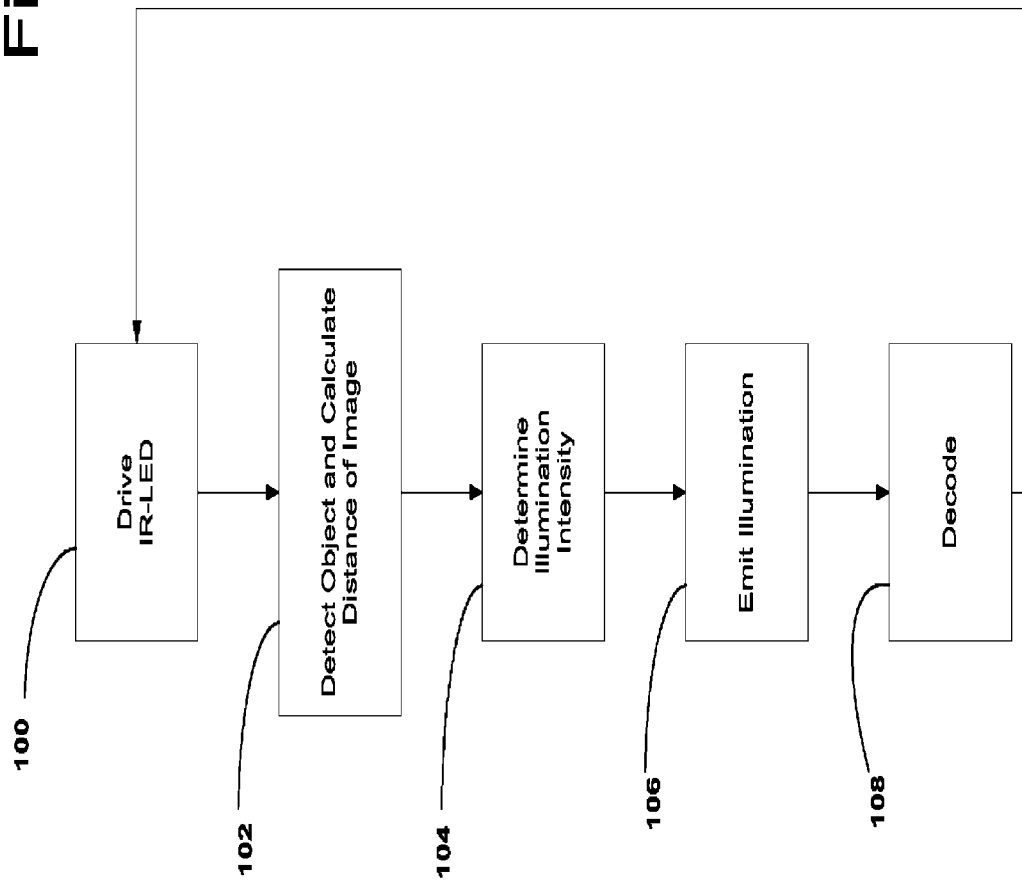 Fi
100
Drive
IR-LED
102
Detect Object and Calculate
Distance of Image
104
Determine
Illumination
Intensity
106
Emit Illumination
108
Decode